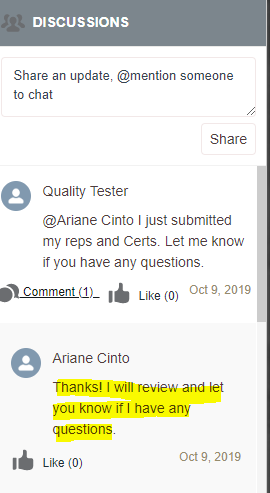 DISCUSSIONS
Share an update, @mention someone
to chat
Share
Quality Tester
@Ariane Cinto I just submitted
my reps and Certs. Let me know
if you have any questions.
Comment (1) Like (0) Oct 9, 2019
Ariane Cinto
Thanks! I will review and let
you know if I have any
questions.
Oct 9, 2019
Like (0)